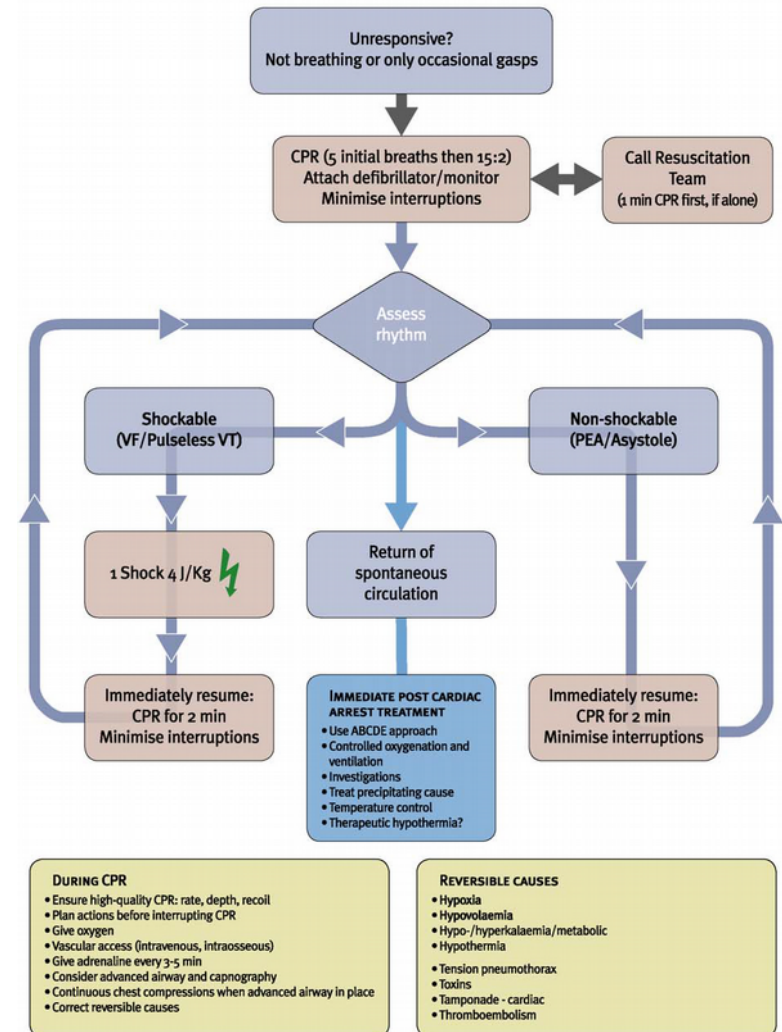 Unresponsive?
Not breathing or only occasional gasps
CPR (5 initial breaths then 15:2)
Attach defibrillator/monitor
Minimise interruptions
Call Resuscitation
Team
(1 min CPR first, if alone)
Assess
rhythm
Shockable
(VF/Pulseless VT)
Non-shockable
(PEA/Asystole)
1 Shock 4 J/Kg
Return of
spontaneous
circulation
Immediately resume:
CPR for 2 min
Minimise interruptions
IMMEDIATE POST CARDIAC
ARREST TREATMENT
• Use ABCDE approach
• Controlled oxygenation and
ventilation
• Investigations
• Treat precipitating cause
• Temperature control
• Therapeutic hypothermia?
Immediately resume:
CPR for 2 min
Minimise interruptions
DURING CPR
• Ensure high-quality CPR: rate, depth, recoil
• Plan actions before interrupting CPR
• Give oxygen
• Vascular access (intravenous, intraosseous)
• Give adrenaline every 3-5 min
• Consider advanced airway and capnography
• Continuous chest compressions when advanced airway in place
• Correct reversible causes
REVERSIBLE CAUSES
• Hypoxia
• Hypovolaemia
• Hypo-/hyperkalaemia/metabolic
• Hypothermia
• Tension pneumothorax
• Toxins
• Tamponade - cardiac
• Thromboembolism